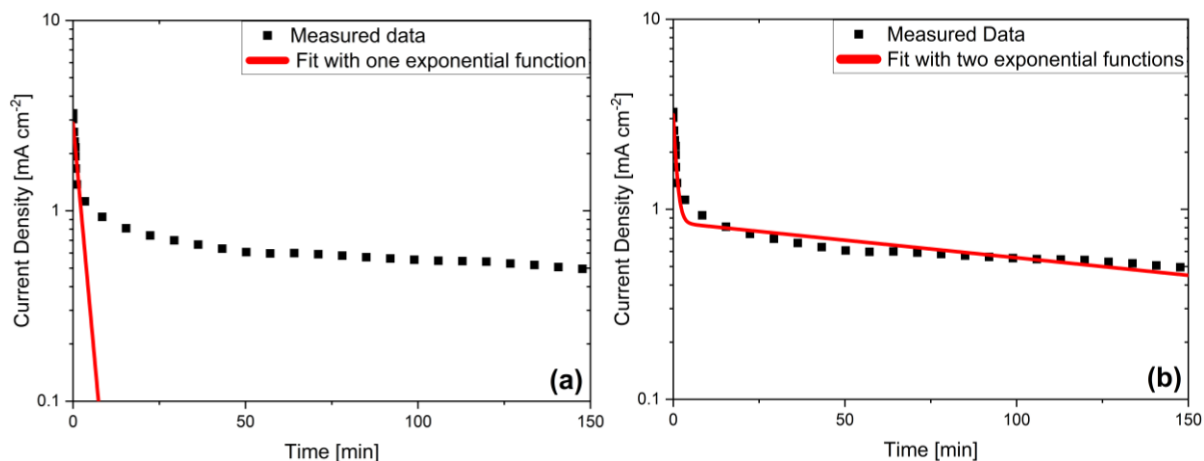 10
1
0.1
Current Density [mA cm⁻²]
Measured data
Fit with one exponential function
(a)
0
50
100
150
Time [min]
10
1
0.1
Current Density [mA cm⁻²]
Measured Data
Fit with two exponential functions
(b)
0
50
100
150
Time [min]